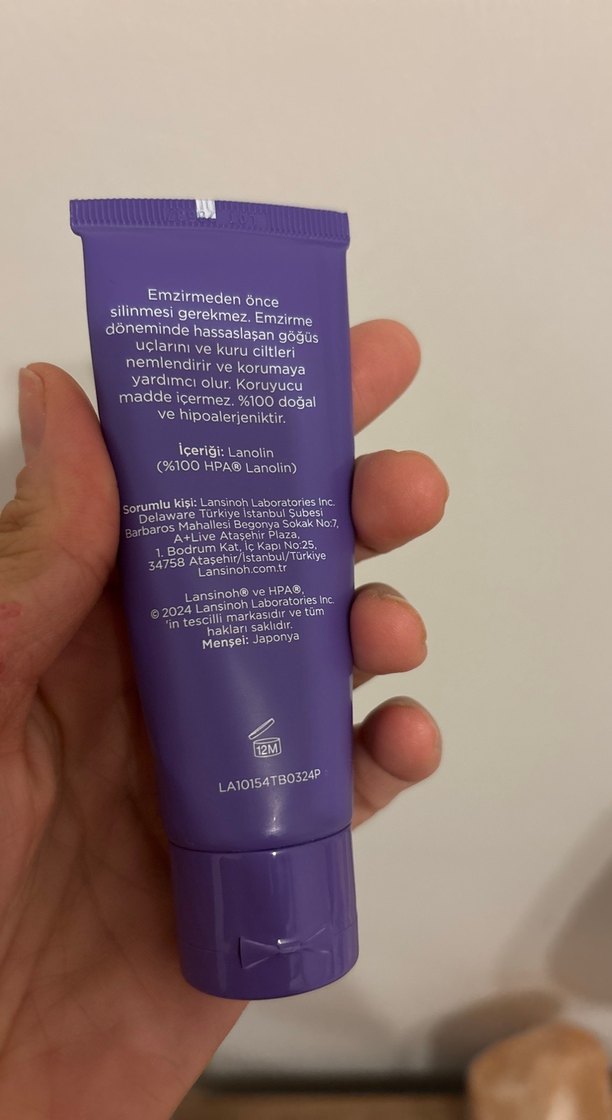 Emzirmeden önce
silinmesi gerekmez. Emzirme
döneminde hassaslaşan göğüs
uçlarını ve kuru ciltleri
nemlendirir ve korumaya
yardımcı olur. Koruyucu
madde içermez. %100 doğal
ve hipoalerjeniktir.
İçeriği: Lanolin
(%100 HPA® Lanolin)
Sorumlu kişi: Lansinoh Laboratories Inc.
Delaware Türkiye İstanbul Şubesi
Barbaros Mahallesi Begonya Sokak No:7,
A+Live Ataşehir Plaza,
1. Bodrum Kat, İç Kapı No:25,
34758 Ataşehir/İstanbul/Türkiye
Lansinoh.com.tr
Lansinoh® ve HPA®,
© 2024 Lansinoh Laboratories Inc.
'in tescilli markasıdır ve tüm
hakları saklıdır.
Menşei: Japonya
12M
LA10154TB0324P